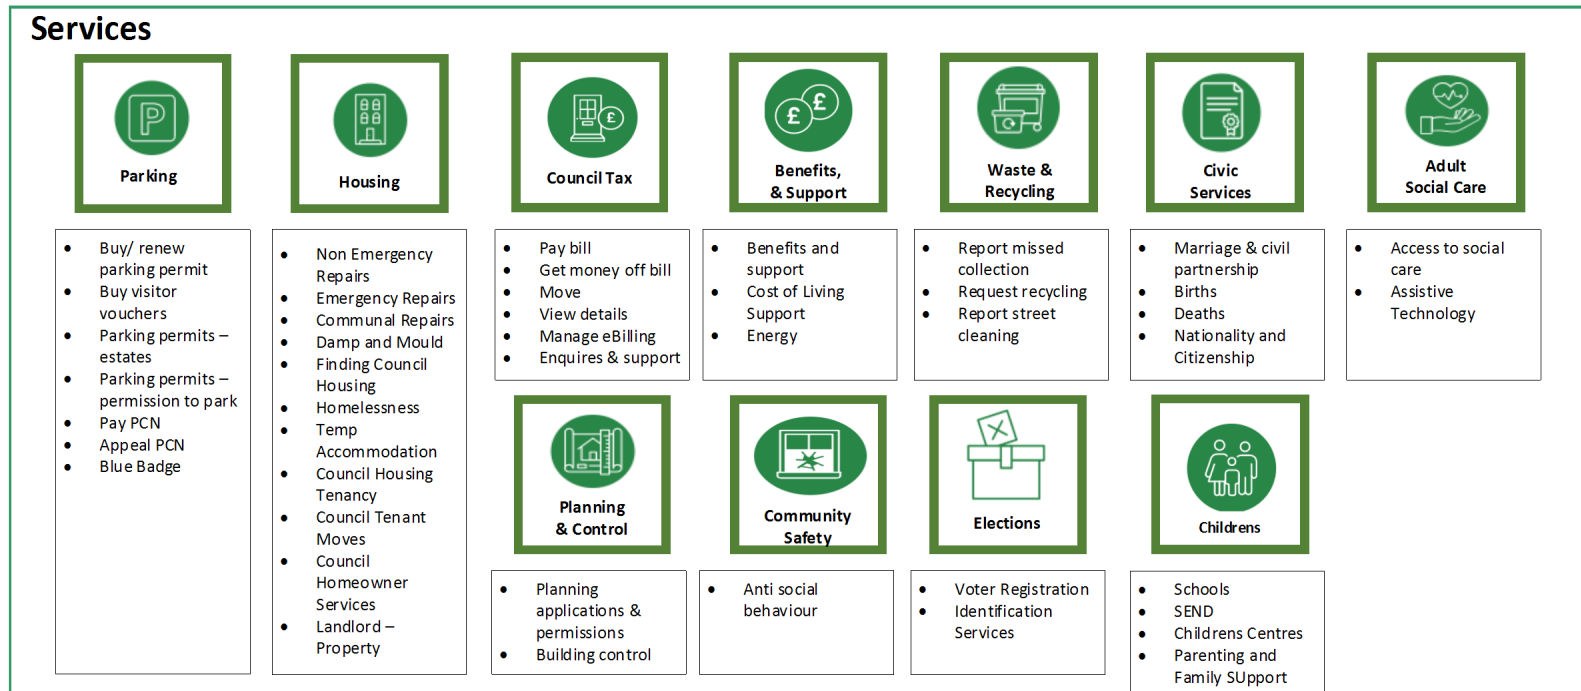 Services
P
Parking
Buy/ renew
parking permit
Buy visitor
vouchers
Parking permits –
estates
Parking permits –
permission to park
Pay PCN
Appeal PCN
Blue Badge
Housing
Non Emergency
Repairs
Emergency Repairs
Communal Repairs
Damp and Mould
Finding Council
Housing
Homelessness
Temp
Accommodation
Council Housing
Tenancy
Council Tenant
Moves
Council
Homeowner
Services
Landlord –
Property
£
Council Tax
Pay bill
Get money off bill
Move
View details
Manage eBilling
Enquires & support
£ £
Benefits,
& Support
Benefits and
support
Cost of Living
Support
Energy
Waste &
Recycling
Report missed
collection
Request recycling
Report street
cleaning
Civic
Services
Marriage & civil
partnership
Births
Deaths
Nationality and
Citizenship
Adult
Social Care
Access to social
care
Assistive
Technology
Planning
& Control
Planning
applications &
permissions
Building control
Community
Safety
Anti social
behaviour
Elections
Voter Registration
Identification
Services
Childrens
Schools
SEND
Childrens Centres
Parenting and
Family SUpport